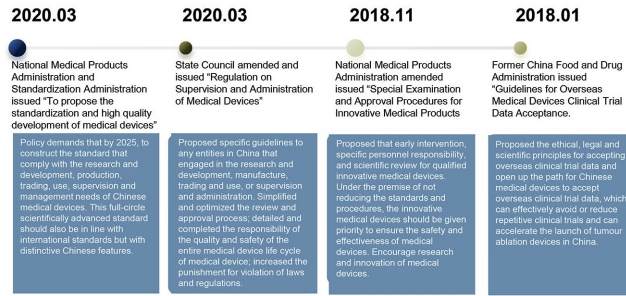 2020.03
National Medical Products
Administration and
Standardization Administration
issued “To propose the
standardization and high quality
development of medical devices”
Policy demands that by 2025, to
construct the standard that
comply with the research and
development, production,
trading, use, supervision and
management needs of Chinese
medical devices. This full-circle
scientifically advanced standard
should also be in line with
international standards but with
distinctive Chinese features.
2020.03
State Council amended and
issued “Regulation on
Supervision and Administration
of Medical Devices”
Proposed specific guidelines to
any entities in China that
engaged in the research and
development, manufacture,
trading and use, or supervision
and administration. Simplified
and optimized the review and
approval process; detailed and
completed the responsibility of
the quality and safety of the
entire medical device life cycle
of medical device; increased the
punishment for violation of laws
and regulations.
2018.11
National Medical Products
Administration amended
issued “Special Examination
and Approval Procedures for
Innovative Medical Products
Proposed that early intervention,
specific personnel responsibility,
and scientific review for qualified
innovative medical devices.
Under the premise of not
reducing the standards and
procedures, the innovative
medical devices should be given
priority to ensure the safety and
effectiveness of medical
devices. Encourage research
and innovation of medical
devices.
2018.01
Former China Food and Drug
Administration issued
“Guidelines for Overseas
Medical Devices Clinical Trial
Data Acceptance.
Proposed the ethical, legal and
scientific principles for accepting
overseas clinical trial data and
open up the path for Chinese
medical devices to accept
overseas clinical trial data, which
can effectively avoid or reduce
repetitive clinical trials and can
accelerate the launch of tumour
ablation devices in China.